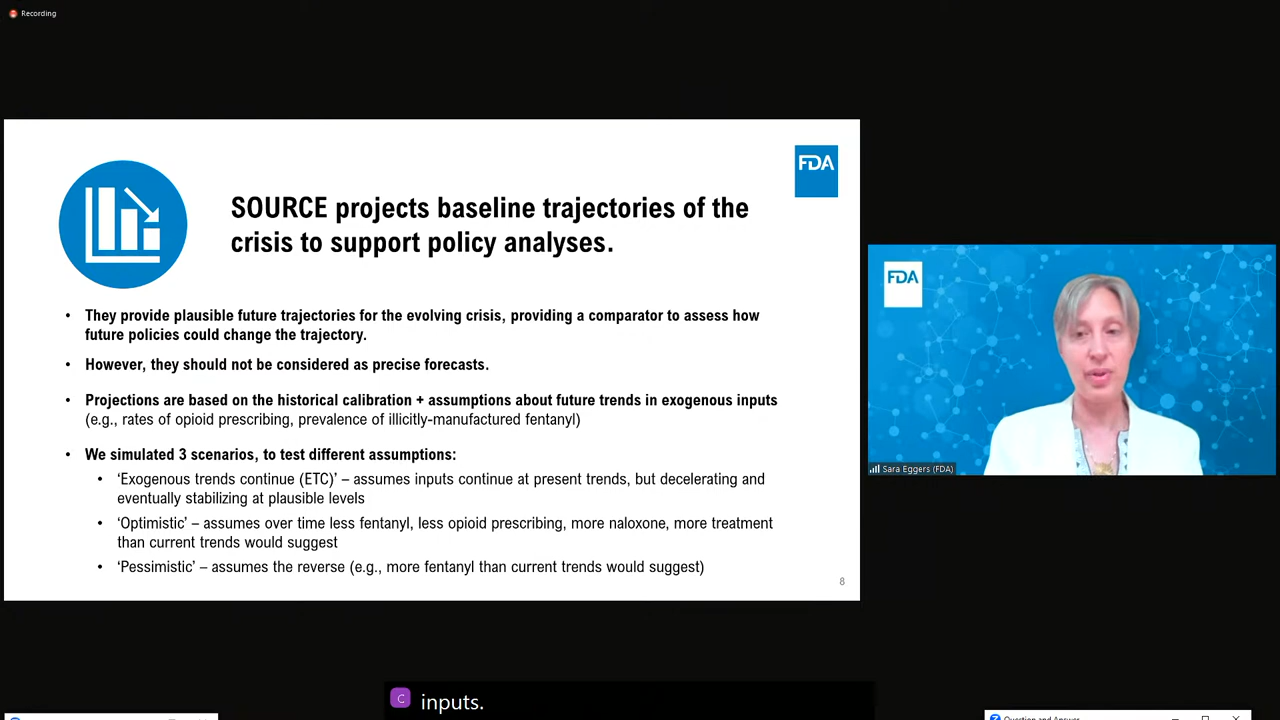 Recording
FDA
SOURCE projects baseline trajectories of the
crisis to support policy analyses.
• They provide plausible future trajectories for the evolving crisis, providing a comparator to assess how
future policies could change the trajectory.
• However, they should not be considered as precise forecasts.
• Projections are based on the historical calibration + assumptions about future trends in exogenous inputs
(e.g., rates of opioid prescribing, prevalence of illicitly-manufactured fentanyl)
• We simulated 3 scenarios, to test different assumptions:
• ‘Exogenous trends continue (ETC)’ – assumes inputs continue at present trends, but decelerating and
eventually stabilizing at plausible levels
• ‘Optimistic’ – assumes over time less fentanyl, less opioid prescribing, more naloxone, more treatment
than current trends would suggest
• ‘Pessimistic’ – assumes the reverse (e.g., more fentanyl than current trends would suggest)
8
FDA
Sara Eggers (FDA)
C inputs.
Question and Answer